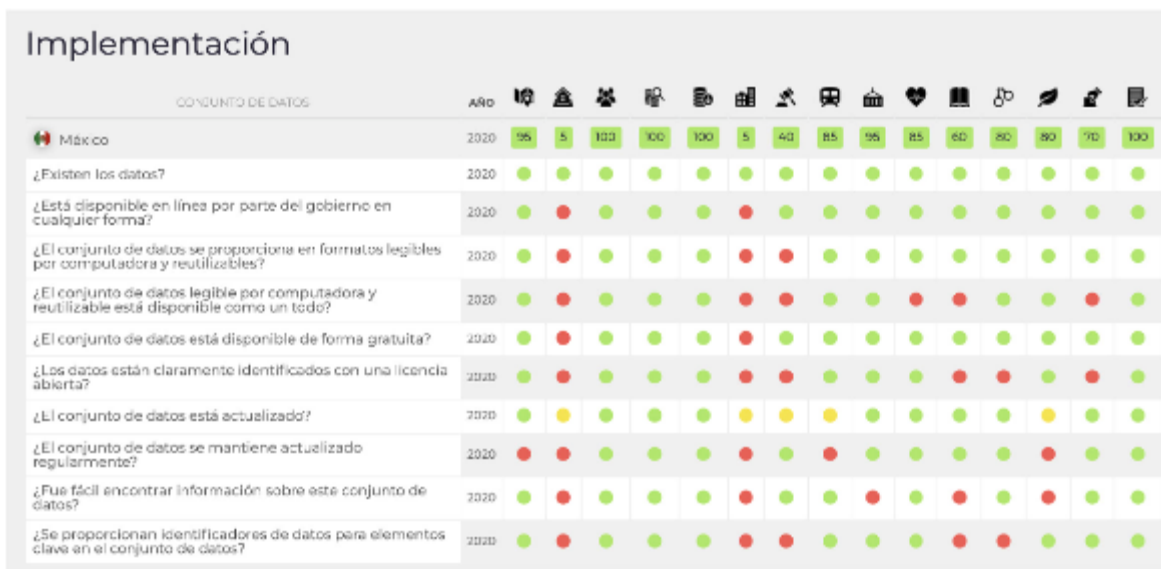 Implementación
CONJUNTO DE DATOS AÑO
México 2020 95 5 100 100 100 5 40 85 95 85 60 80 80 70 100
¿Existen los datos? 2020
¿Está disponible en línea por parte del gobierno en
cualquier forma? 2020
¿El conjunto de datos se proporciona en formatos legibles
por computadora y reutilizables? 2020
¿El conjunto de datos legible por computadora y
reutilizable está disponible como un todo? 2020
¿El conjunto de datos está disponible de forma gratuita? 2020
¿Los datos están claramente identificados con una licencia
abierta? 2020
¿El conjunto de datos está actualizado? 2020
¿El conjunto de datos se mantiene actualizado
regularmente? 2020
¿Fue fácil encontrar información sobre este conjunto de
datos? 2020
¿Se proporcionan identificadores de datos para elementos
clave en el conjunto de datos? 2020